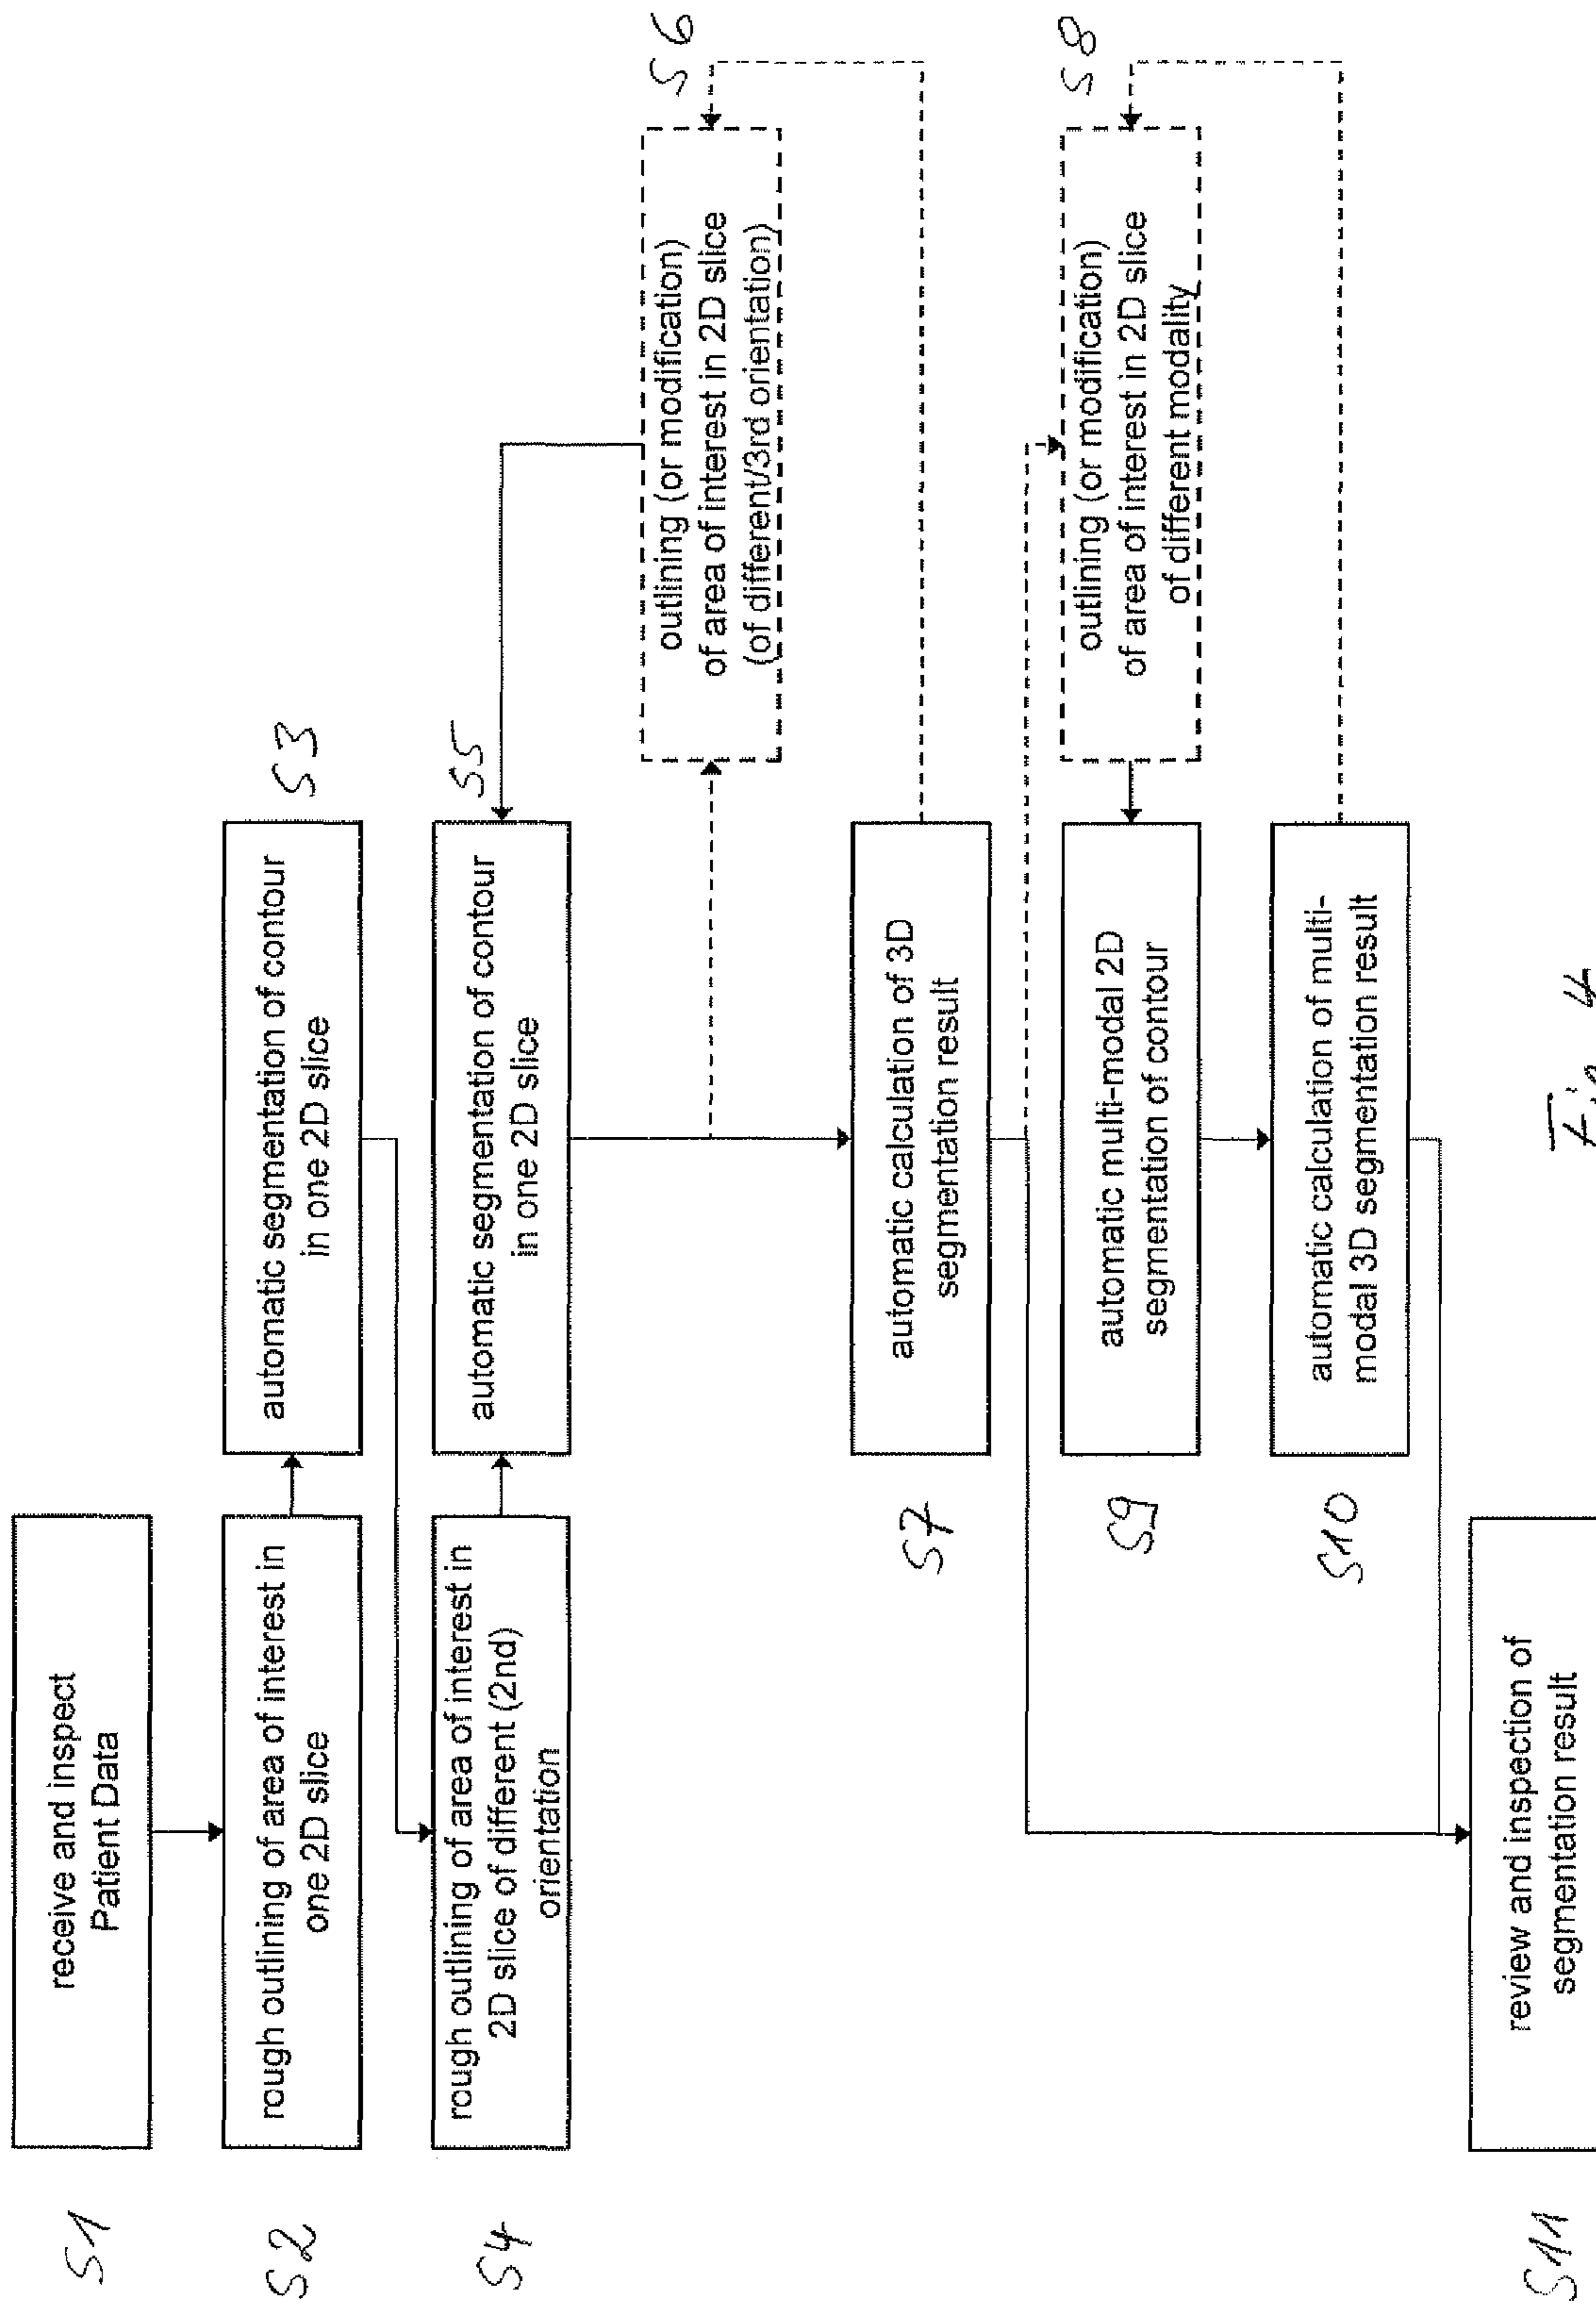 S1
receive and inspect
Patient Data
S2
rough outlining of area of interest in
one 2D slice
automatic segmentation of contour
in one 2D slice
S3
S4
rough outlining of area of interest in
2D slice of different (2nd)
orientation
automatic segmentation of contour
in one 2D slice
S5
outlining (or modification)
of area of interest in 2D slice
(of different/3rd orientation)
S6
S7
automatic calculation of 3D
segmentation result
outlining (or modification)
of area of interest in 2D slice
of different modality
S8
S9
automatic multi-modal 2D
segmentation of contour
S10
automatic calculation of multi-
modal 3D segmentation result
S11
review and inspection of
segmentation result
Fig. 4